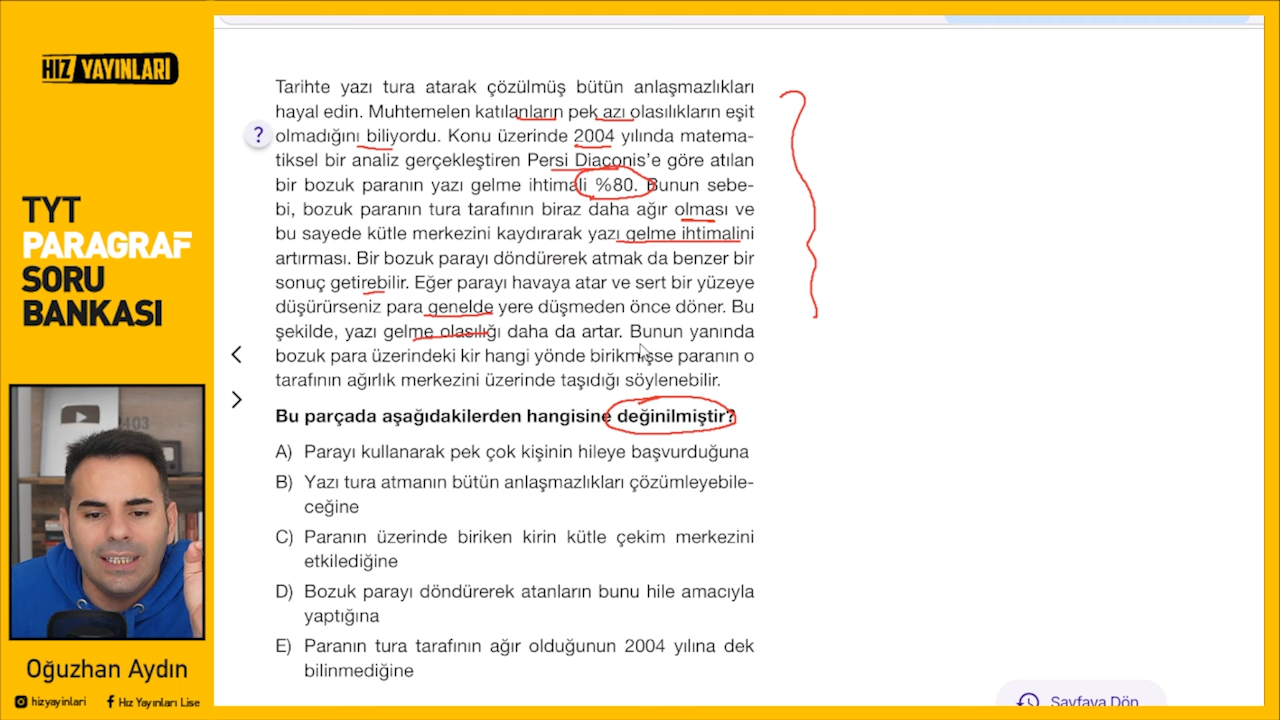 HIZ YAYINLARI
TYT
PARAGRAF
SORU
BANKASI
Oğuzhan Aydın
hizyayinlari
Hız Yayınları Lise
Tarihte yazı tura atarak çözülmüş bütün anlaşmazlıkları
hayal edin. Muhtemelen katılanların pek azı olasılıkların eşit
? olmadığını biliyordu. Konu üzerinde 2004 yılında matema-
tiksel bir analiz gerçekleştiren Persi Diaconis'e göre atılan
bir bozuk paranın yazı gelme ihtimali %80. Bunun sebe-
bi, bozuk paranın tura tarafının biraz daha ağır olması ve
bu sayede kütle merkezini kaydırarak yazı gelme ihtimalini
artırması. Bir bozuk parayı döndürerek atmak da benzer bir
sonuç getirebilir. Eğer parayı havaya atar ve sert bir yüzeye
düşürürseniz para genelde yere düşmeden önce döner. Bu
şekilde, yazı gelme olasılığı daha da artar. Bunun yanında
bozuk para üzerindeki kir hangi yönde birikmişse paranın o
tarafının ağırlık merkezini üzerinde taşıdığı söylenebilir.
Bu parçada aşağıdakilerden hangisine değinilmiştir?
A) Parayı kullanarak pek çok kişinin hileye başvurduğuna
B) Yazı tura atmanın bütün anlaşmazlıkları çözümleyebile-
ceğine
C) Paranın üzerinde biriken kirin kütle çekim merkezini
etkilediğine
D) Bozuk parayı döndürerek atanların bunu hile amacıyla
yaptığına
E) Paranın tura tarafının ağır olduğunun 2004 yılına dek
bilinmediğine
Sayfaya Dön